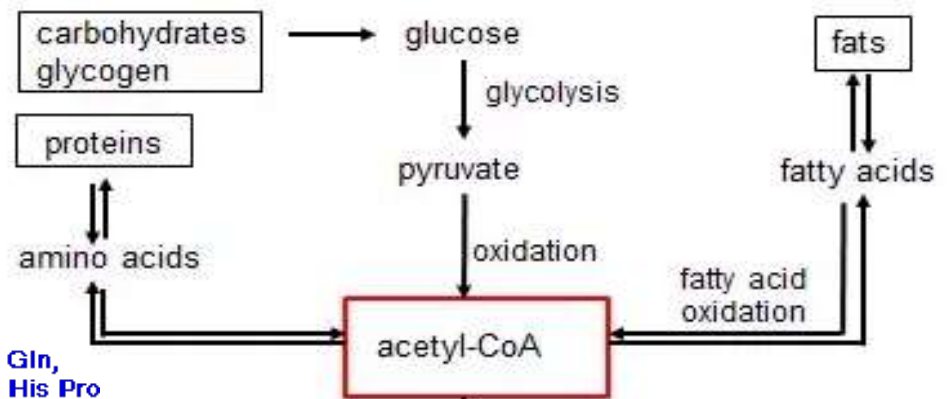 carbohydrates
glycogen
glucose
fats
glycolysis
proteins
pyruvate
fatty acids
amino acids
oxidation
fatty acid
oxidation
acetyl-CoA
Gln,
His Pro